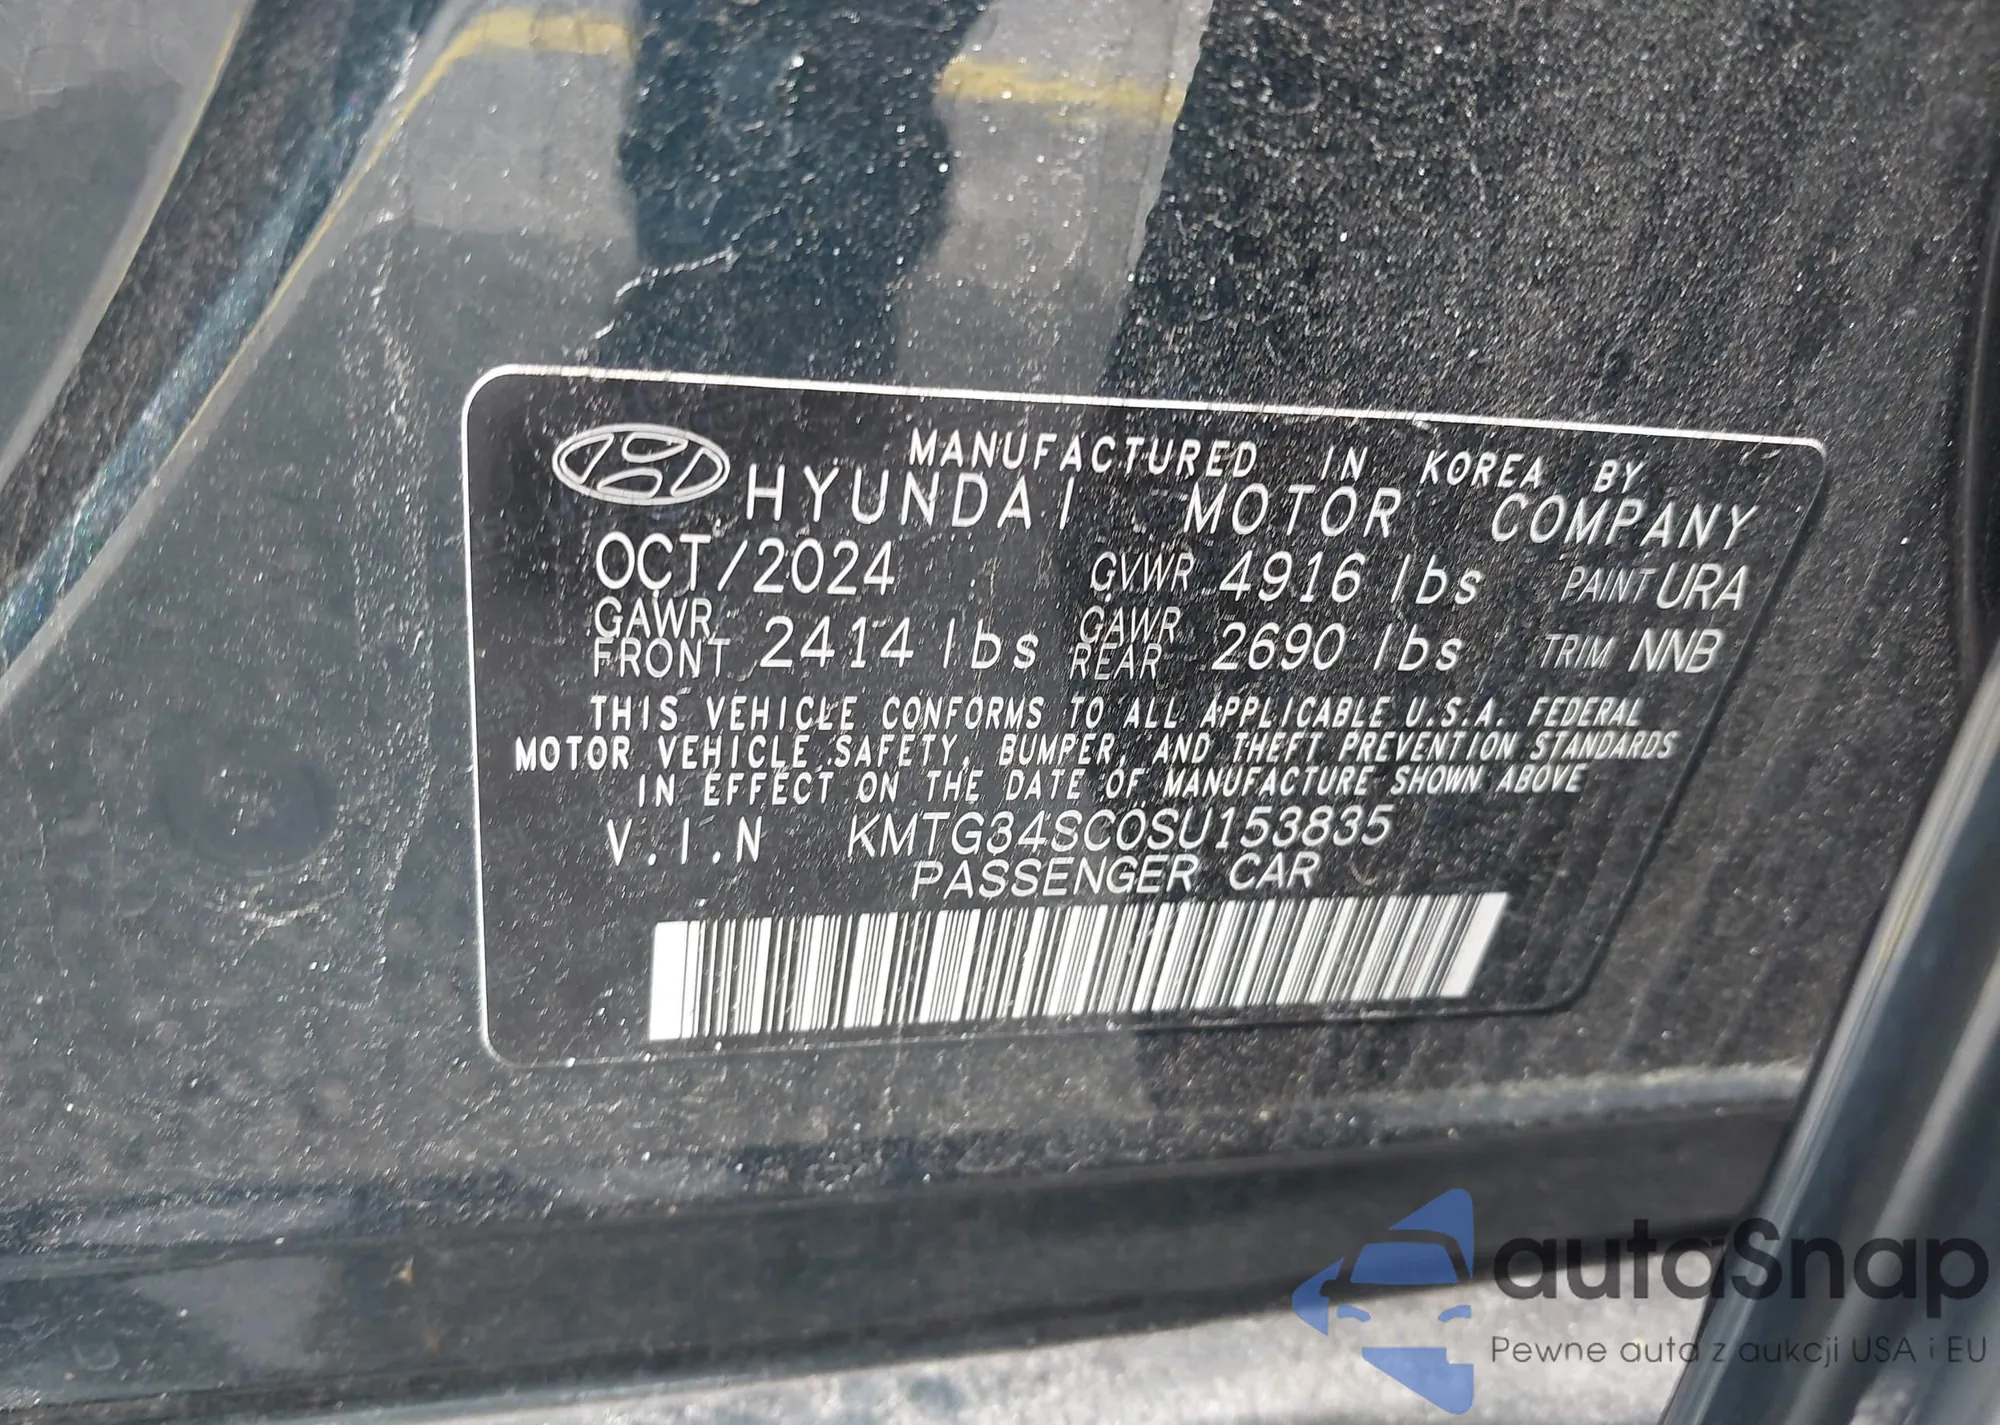 MANUFACTURED IN KOREA BY
HYUNDAI MOTOR COMPANY
OCT/2024 GVWR 4916 lbs PAINT URA
GAWR FRONT 2414 lbs GAWR REAR 2690 lbs TRIM NNB
THIS VEHICLE CONFORMS TO ALL APPLICABLE U.S.A. FEDERAL
MOTOR VEHICLE SAFETY, BUMPER, AND THEFT PREVENTION STANDARDS
IN EFFECT ON THE DATE OF MANUFACTURE SHOWN ABOVE
V.I.N KMTG34SC0SU153835
PASSENGER CAR
autaSnap
Pewne auta z aukcji USA i EU